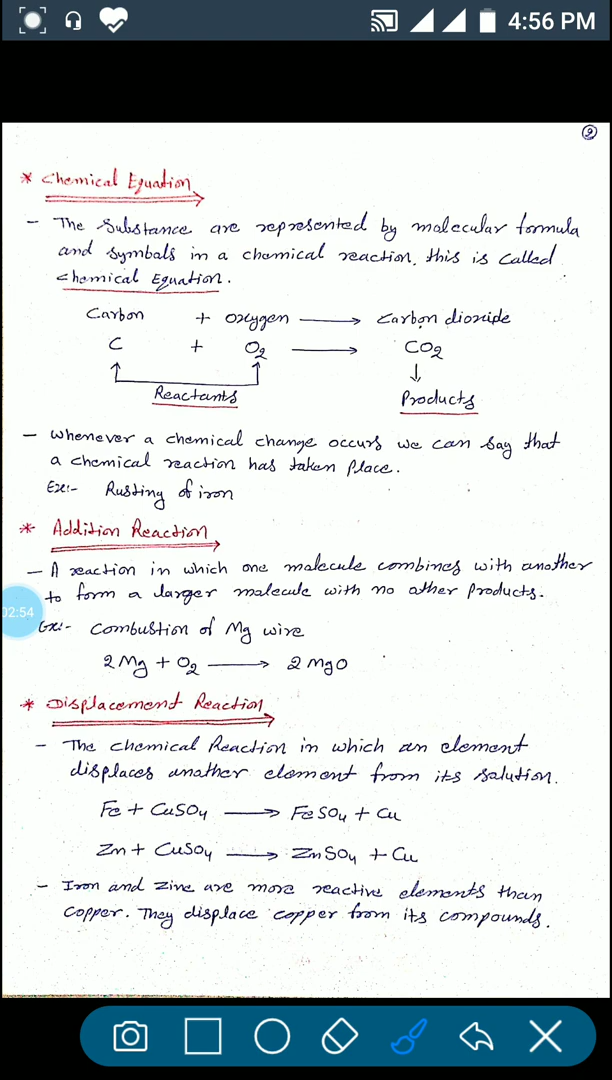 4:56 PM
2
* Chemical Equation
- The Substance are represented by molecular formula
and symbols in a chemical reaction, this is called
chemical Equation.
Carbon + Oxygen ⟶ Carbon dioxide
C + O₂ ⟶ CO₂
Reactants
Products
- Whenever a chemical change occurs we can say that
a chemical reaction has taken place.
Ex:- Rusting of iron
* Addition Reaction
- A reaction in which one molecule combines with another
to form a larger molecule with no other products.
02:54
Ex:- Combustion of Mg wire
2Mg + O₂ ⟶ 2MgO
* Displacement Reaction
- The chemical Reaction in which an element
displaces another element from its solution.
Fe + CuSO₄ ⟶ FeSO₄ + Cu
Zn + CuSO₄ ⟶ ZnSO₄ + Cu
- Iron and Zinc are more reactive elements than
copper. They displace copper from its compounds.